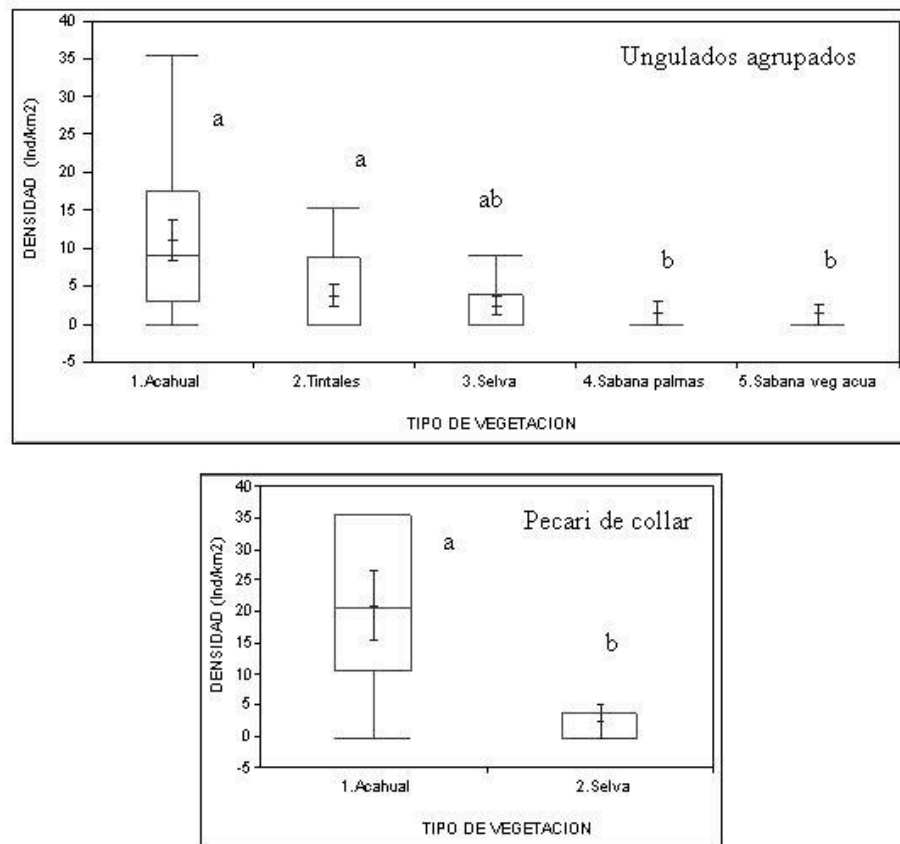 Ungulados agrupados
DENSIDAD (Ind/km2)
40
35
30
25
20
15
10
5
0
-5
a
a
ab
b
b
1.Acahual 2.Tintales 3.Selva 4.Sabana palmas 5.Sabana veg acua
TIPO DE VEGETACION
Pecari de collar
DENSIDAD (Ind/km2)
40
35
30
25
20
15
10
5
0
-5
a
b
1.Acahual 2.Selva
TIPO DE VEGETACION